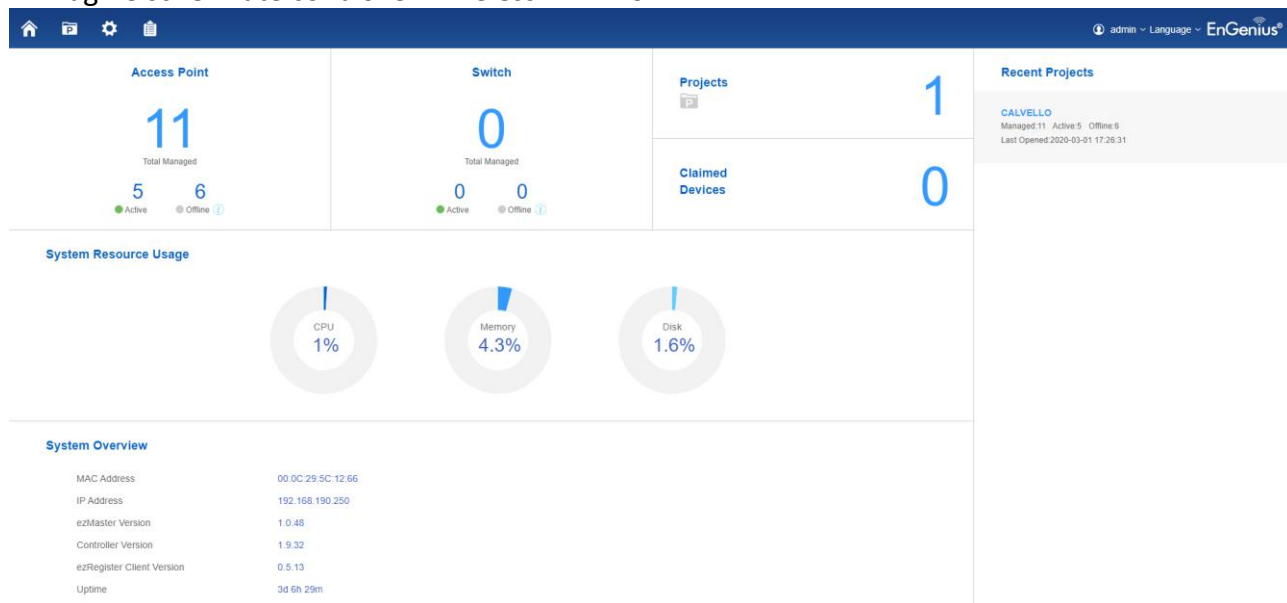 admin Language EnGenius®
Access Point
11
Total Managed
5 6
Active Offline
Switch
0
Total Managed
0 0
Active Offline
Projects
1
Claimed
Devices
0
Recent Projects
CALVELLO
Managed:11 Active:5 Offline:6
Last Opened:2020-03-01 17:26:31
System Resource Usage
CPU
1%
Memory
4.3%
Disk
1.6%
System Overview
MAC Address 00:0C:29:5C:12:66
IP Address 192.168.190.250
ezMaster Version 1.0.48
Controller Version 1.9.32
ezRegister Client Version 0.5.13
Uptime 3d 6h 29m